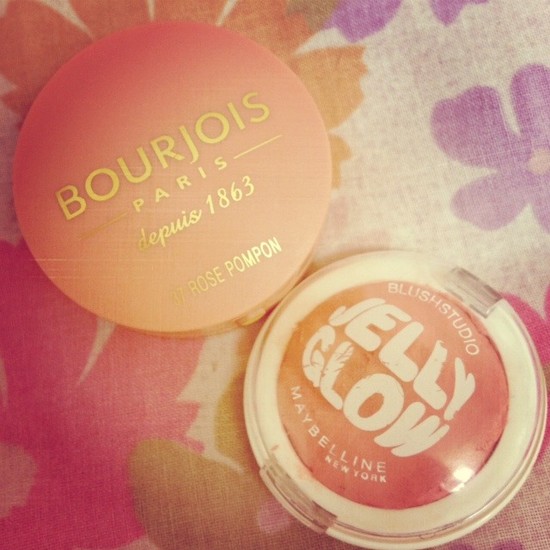 BOURJOIS
PARIS
depuis 1863
ROSE POMPON
BLUSHSTUDIO
JELLY
GLOW
MAYBELLINE
NEW YORK